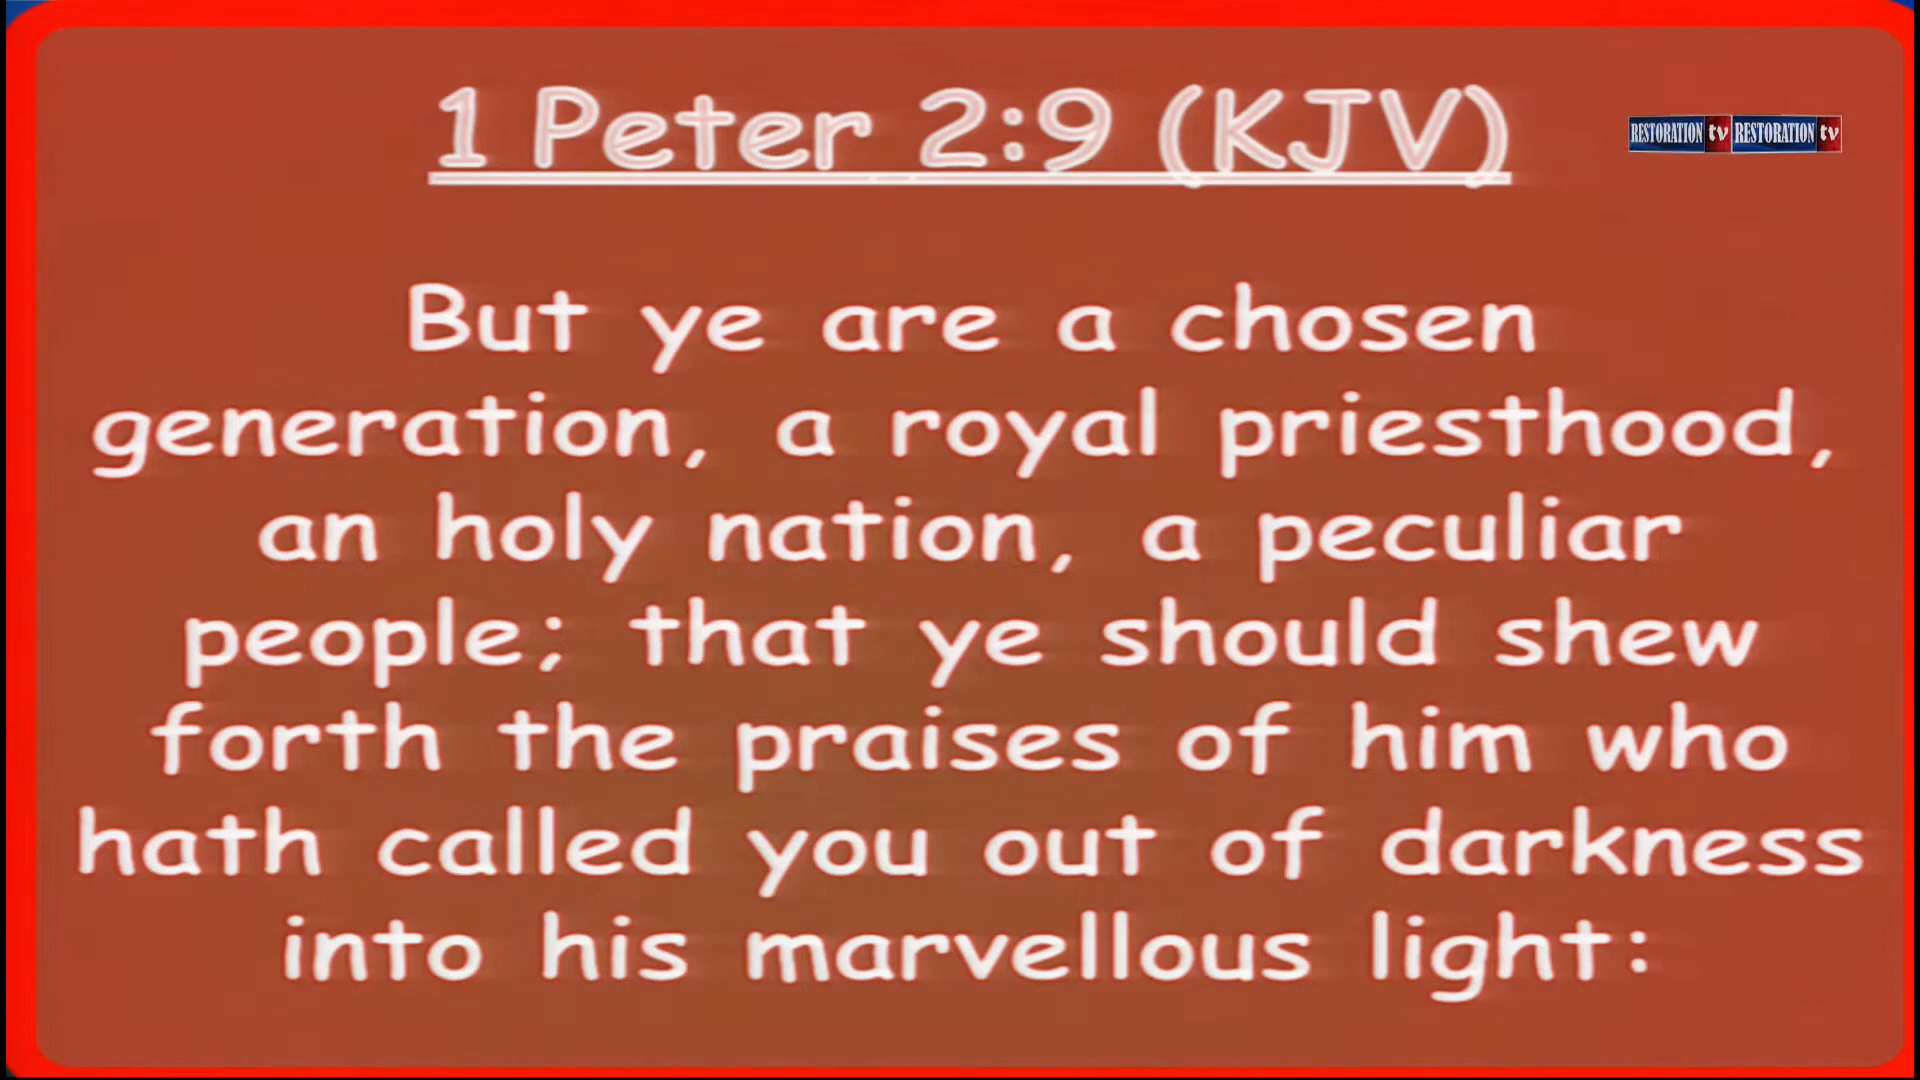 1 Peter 2:9 (KJV)
RESTORATION tv RESTORATION tv
But ye are a chosen
generation, a royal priesthood,
an holy nation, a peculiar
people; that ye should shew
forth the praises of him who
hath called you out of darkness
into his marvellous light: